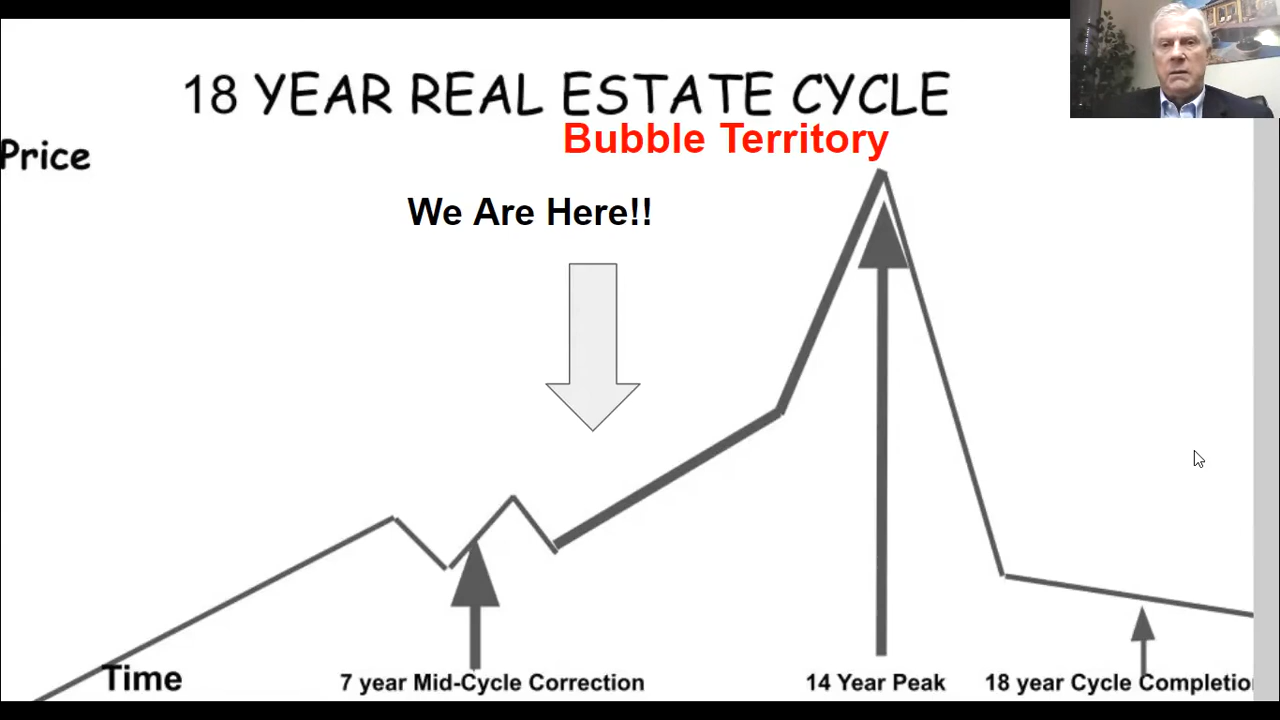 18 YEAR REAL ESTATE CYCLE
Bubble Territory
Price
We Are Here!!
Time
7 year Mid-Cycle Correction
14 Year Peak
18 year Cycle Completio